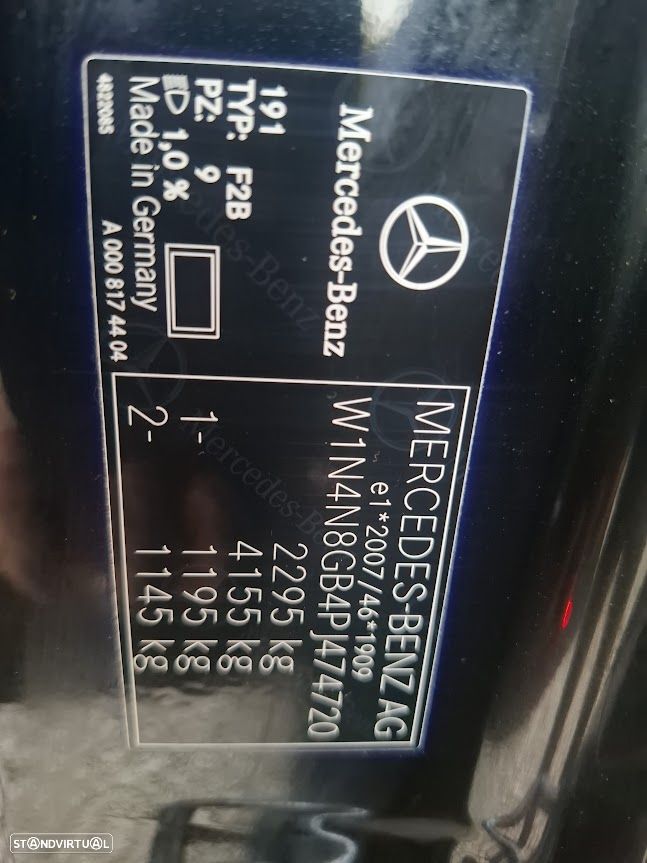 Mercedes-Benz
191
TYP: F2B
PZ: 9
1,0 %
Made in Germany
4822085
A 000 817 44 04
MERCEDES-BENZ AG
e1*2007/46*1909
W1N4N8GB4PJ474720
2295 kg
4155 kg
1- 1195 kg
2- 1145 kg
STANDVIRTUAL